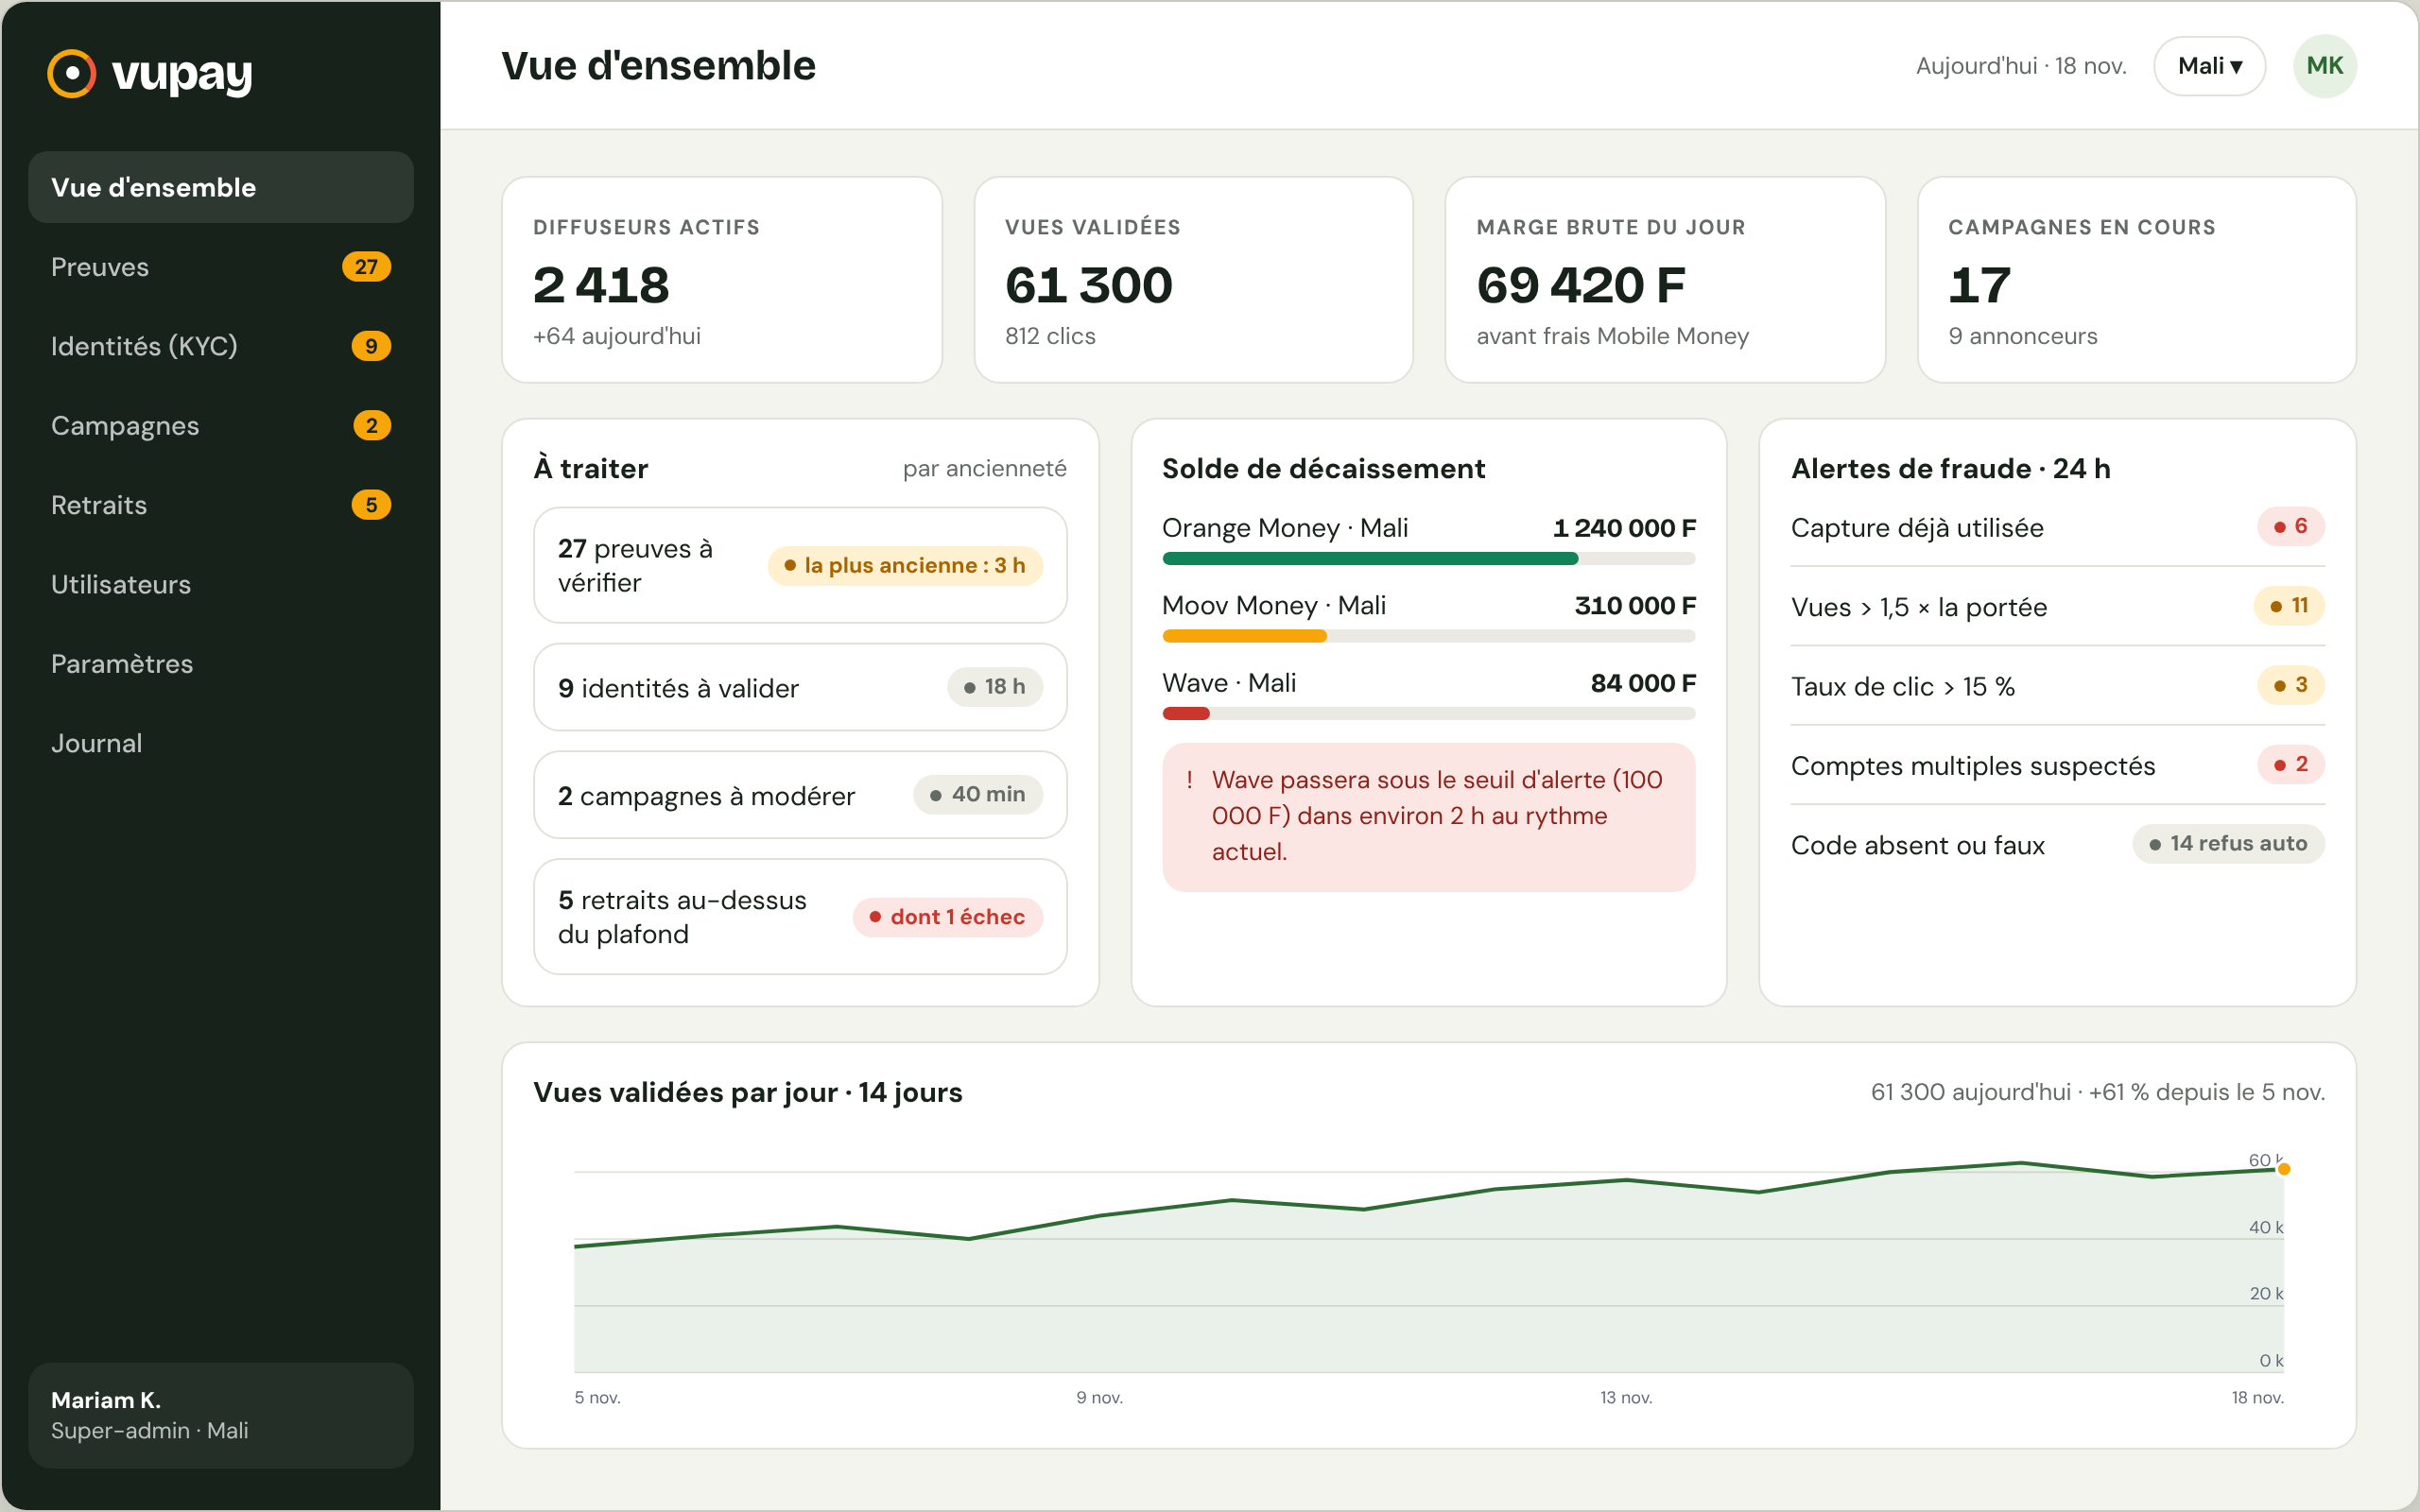 vupay
Vue d'ensemble
Preuves 27
Identités (KYC) 9
Campagnes 2
Retraits 5
Utilisateurs
Paramètres
Journal
Mariam K.
Super-admin · Mali
Vue d'ensemble
Aujourd'hui · 18 nov.
Mali ▾
MK
DIFFUSEURS ACTIFS
2 418
+64 aujourd'hui
VUES VALIDÉES
61 300
812 clics
MARGE BRUTE DU JOUR
69 420 F
avant frais Mobile Money
CAMPAGNES EN COURS
17
9 annonceurs
À traiter
par ancienneté
27 preuves à
vérifier
la plus ancienne : 3 h
9 identités à valider
18 h
2 campagnes à modérer
40 min
5 retraits au-dessus
du plafond
dont 1 échec
Solde de décaissement
Orange Money · Mali 1 240 000 F
Moov Money · Mali 310 000 F
Wave · Mali 84 000 F
! Wave passera sous le seuil d'alerte (100
000 F) dans environ 2 h au rythme
actuel.
Alertes de fraude · 24 h
Capture déjà utilisée 6
Vues > 1,5 × la portée 11
Taux de clic > 15 % 3
Comptes multiples suspectés 2
Code absent ou faux 14 refus auto
Vues validées par jour · 14 jours
61 300 aujourd'hui · +61 % depuis le 5 nov.
60 k
40 k
20 k
0 k
5 nov. 9 nov. 13 nov. 18 nov.